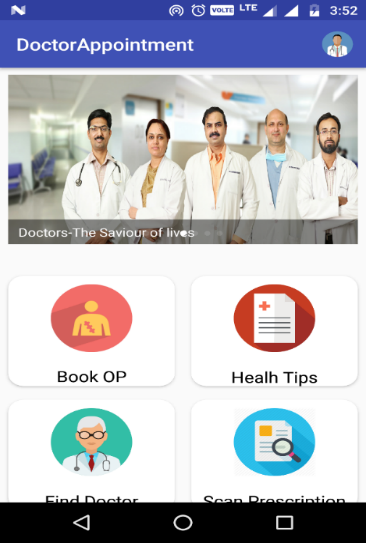 VOLTE LTE 3:52
DoctorAppointment
Doctors-The Saviour of lives
Book OP
Healh Tips
Find Doctor
Scan Prescription